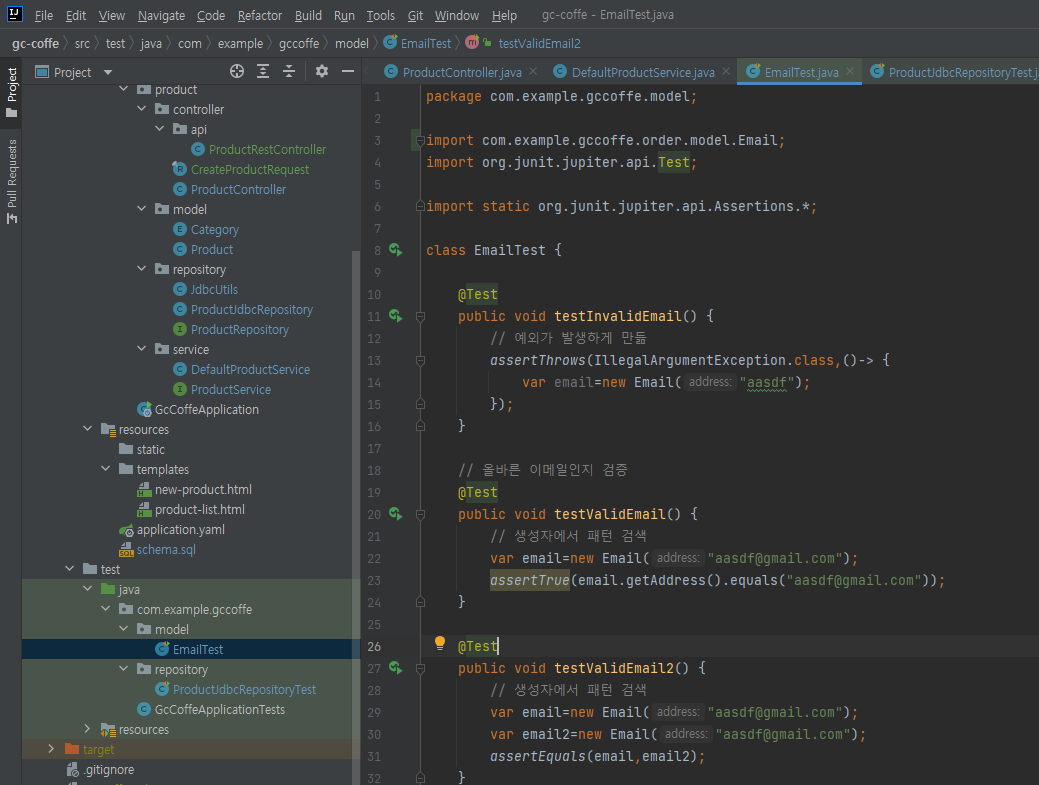 File Edit View Navigate Code Refactor Build Run Tools Git Window Help gc-coffe - EmailTest.java
gc-coffe src test java com example gccoffe model EmailTest testValidEmail2
Project
Pull Requests
Project
product
controller
api
ProductRestController
CreateProductRequest
ProductController
model
Category
Product
repository
JdbcUtils
ProductJdbcRepository
ProductRepository
service
DefaultProductService
ProductService
GcCoffeApplication
resources
static
templates
new-product.html
product-list.html
application.yaml
schema.sql
test
java
com.example.gccoffe
model
EmailTest
repository
ProductJdbcRepositoryTest
GcCoffeApplicationTests
resources
target
.gitignore
ProductController.java DefaultProductService.java EmailTest.java ProductJdbcRepositoryTest.j
1 package com.example.gccoffe.model;
2
3 import com.example.gccoffe.order.model.Email;
4 import org.junit.jupiter.api.Test;
5
6 import static org.junit.jupiter.api.Assertions.*;
7
8 class EmailTest {
9
10 @Test
11 public void testInvalidEmail() {
12 // 예외가 발생하게 만듦
13 assertThrows(IllegalArgumentException.class,()-> {
14 var email=new Email( address: "aasdf");
15 });
16 }
17
18 // 올바른 이메일인지 검증
19 @Test
20 public void testValidEmail() {
21 // 생성자에서 패턴 검색
22 var email=new Email( address: "aasdf@gmail.com");
23 assertTrue(email.getAddress().equals("aasdf@gmail.com"));
24 }
25
26 @Test
27 public void testValidEmail2() {
28 // 생성자에서 패턴 검색
29 var email=new Email( address: "aasdf@gmail.com");
30 var email2=new Email( address: "aasdf@gmail.com");
31 assertEquals(email,email2);
32 }